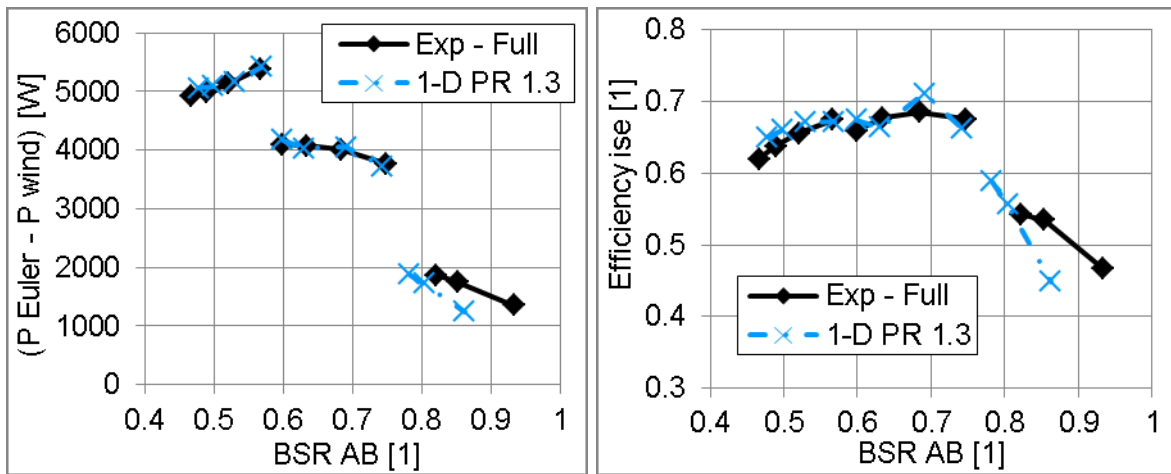 (P Euler - P wind) [W]
6000
5000
4000
3000
2000
1000
0
Exp - Full
1-D PR 1.3
0.4 0.5 0.6 0.7 0.8 0.9 1
BSR AB [1]
Efficiency ise [1]
0.8
0.7
0.6
0.5
0.4
0.3
Exp - Full
1-D PR 1.3
0.4 0.5 0.6 0.7 0.8 0.9 1
BSR AB [1]